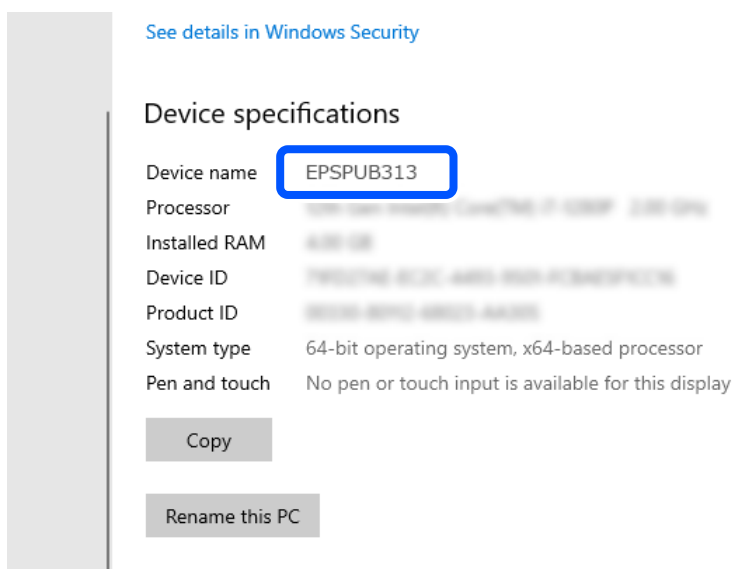 See details in Windows Security
Device specifications
Device name EPSPUB313
Processor
Installed RAM
Device ID
Product ID
System type 64-bit operating system, x64-based processor
Pen and touch No pen or touch input is available for this display
Copy
Rename this PC